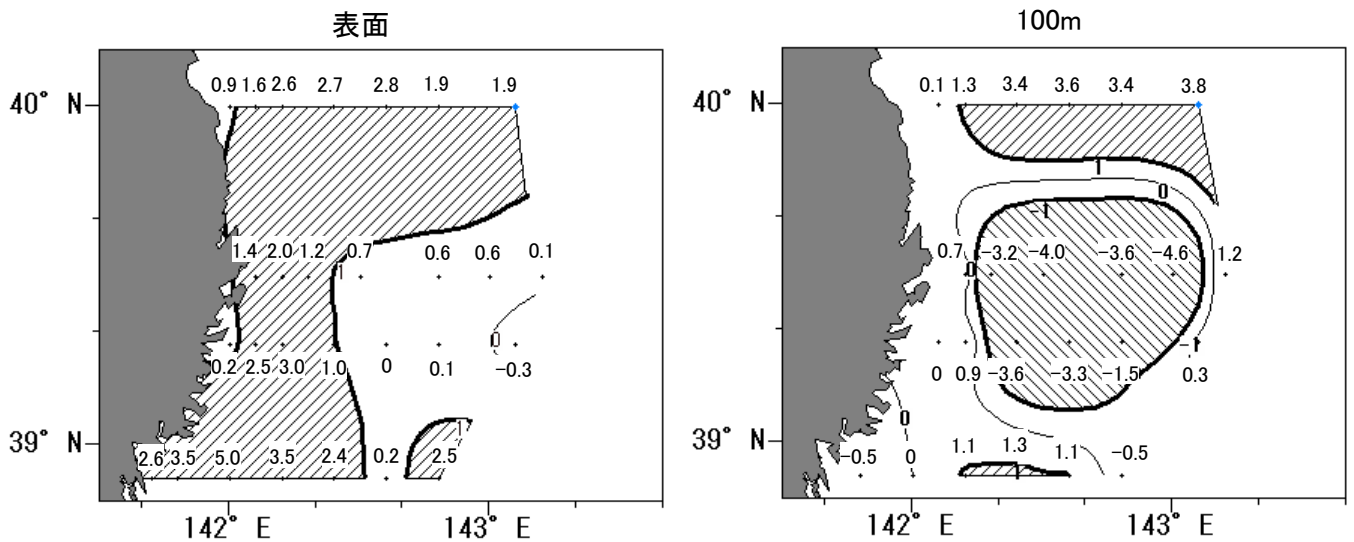 表面
0.9 1.6 2.6 2.7 2.8 1.9 1.9
40° N
1.4 2.0 1.2 0.7 0.6 0.6 0.1
1
0
0.2 2.5 3.0 1.0 0 0.1 -0.3
39° N
1
2.6 3.5 5.0 3.5 2.4 0.2 2.5
142° E 143° E
100m
0.1 1.3 3.4 3.6 3.4 3.8
40° N
1
0
-1
0.7 -3.2 -4.0 -3.6 -4.6 1.2
0
-1
0 0.9 -3.6 -3.3 -1.5 0.3
0
39° N
-0.5 0 1.1 1.3 1.1 -0.5
1
142° E 143° E